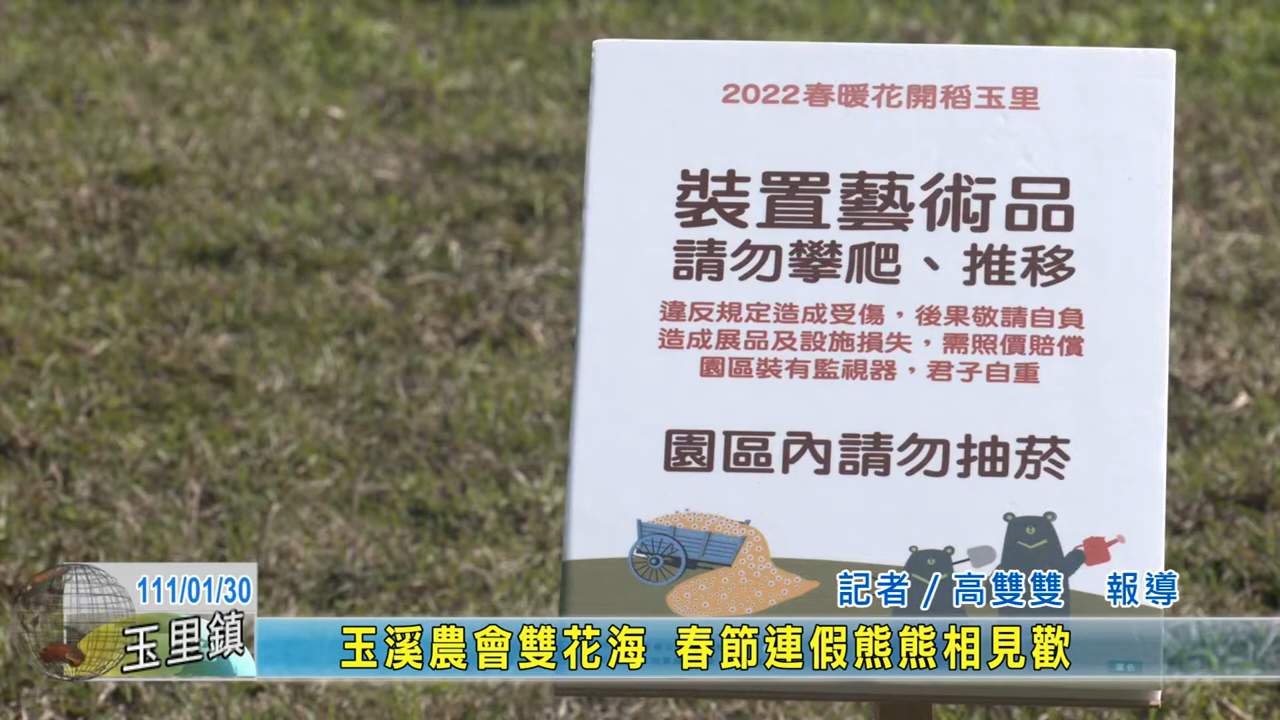 2022春暖花開稻玉里
裝置藝術品
請勿攀爬、推移
違反規定造成受傷，後果敬請自負
造成展品及設施損失，需照價賠償
園區裝有監視器，君子自重
園區內請勿抽菸
111/01/30
玉里鎮
記者/高雙雙 報導
玉溪農會雙花海 春節連假熊熊相見歡